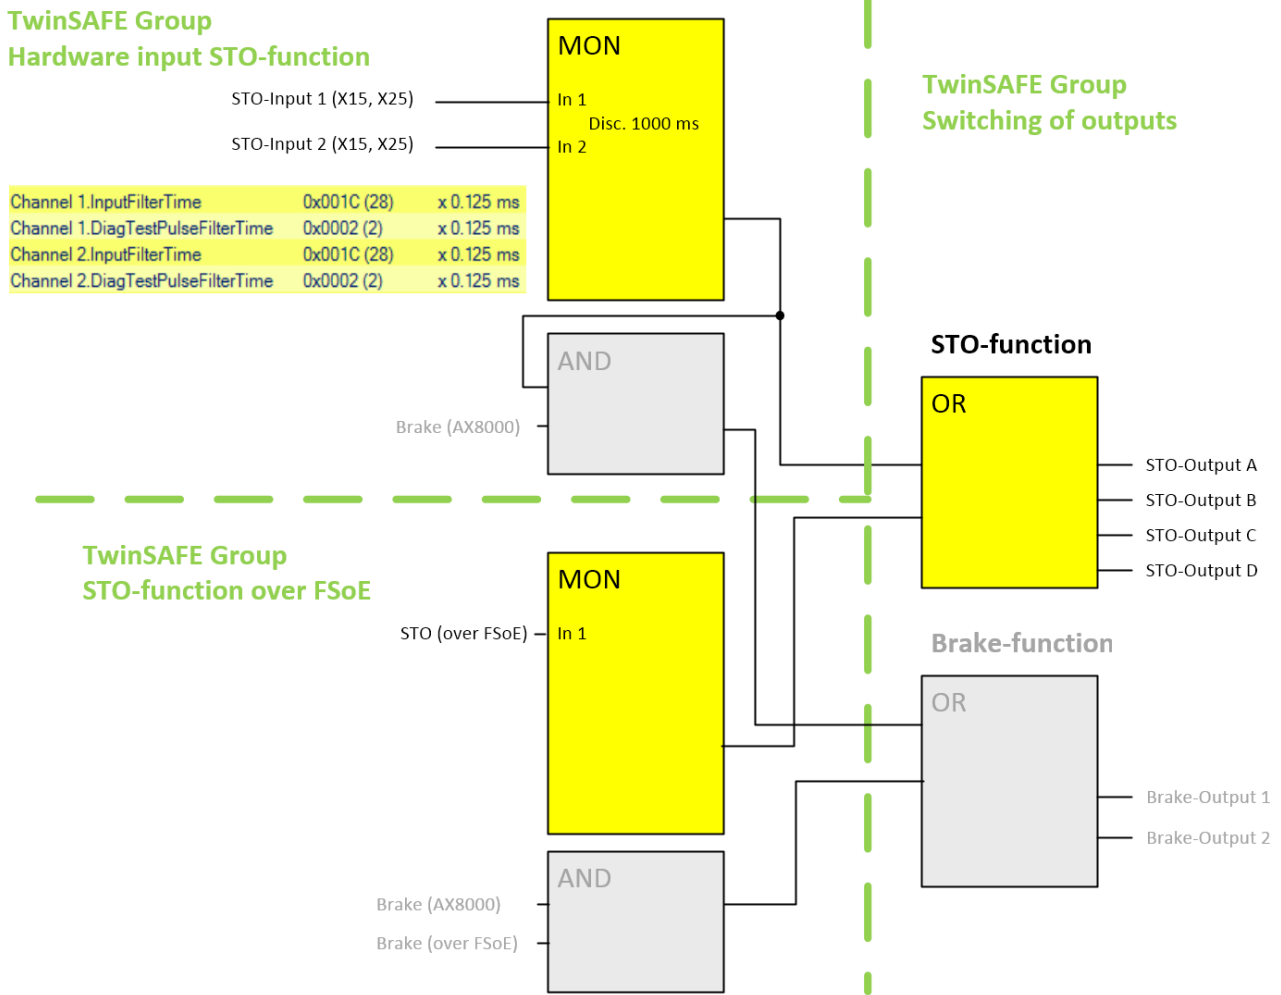 TwinSAFE Group
Hardware input STO-function
STO-Input 1 (X15, X25)
STO-Input 2 (X15, X25)
MON
In 1
Disc. 1000 ms
In 2
Channel 1.InputFilterTime 0x001C (28) x 0.125 ms
Channel 1.DiagTestPulseFilterTime 0x0002 (2) x 0.125 ms
Channel 2.InputFilterTime 0x001C (28) x 0.125 ms
Channel 2.DiagTestPulseFilterTime 0x0002 (2) x 0.125 ms
AND
Brake (AX8000)
TwinSAFE Group
Switching of outputs
STO-function
OR
STO-Output A
STO-Output B
STO-Output C
STO-Output D
TwinSAFE Group
STO-function over FSoE
MON
STO (over FSoE)
In 1
AND
Brake (AX8000)
Brake (over FSoE)
Brake-function
OR
Brake-Output 1
Brake-Output 2